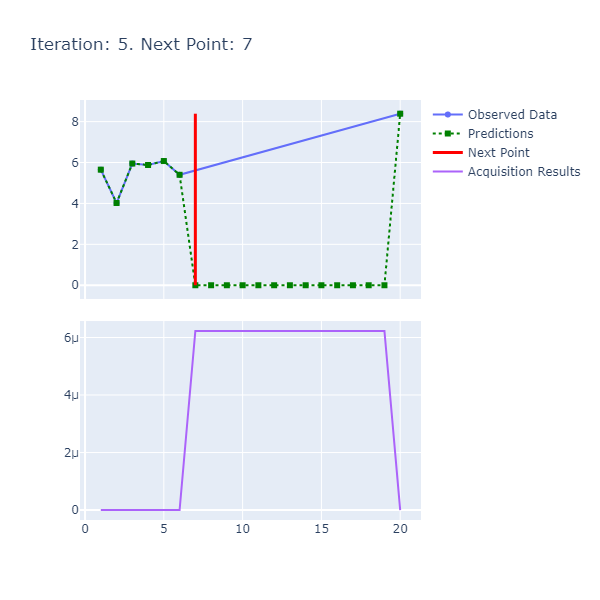 Iteration: 5. Next Point: 7
Observed Data
Predictions
Next Point
Acquisition Results
8
6
4
2
0
6µ
4µ
2µ
0
0 5 10 15 20